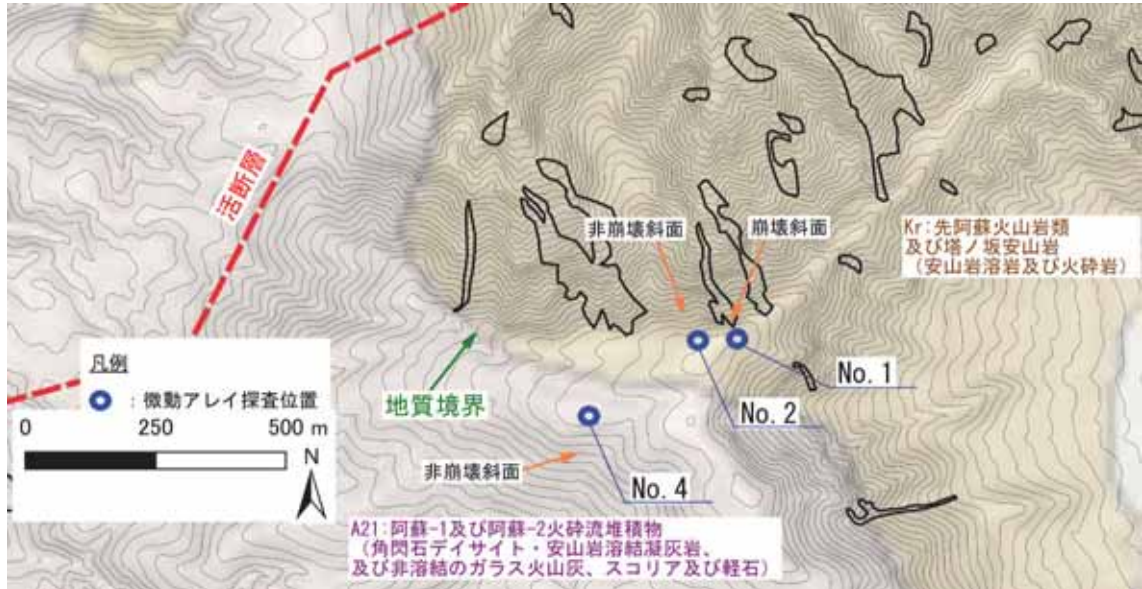 活断層
非崩壊斜面
崩壊斜面
Kr:先阿蘇火山岩類
及び塔ノ坂安山岩
(安山岩溶岩及び火砕岩)
凡例
:微動アレイ探査位置
0 250 500 m
N
地質境界
No.1
No.2
非崩壊斜面
No.4
A21:阿蘇-1及び阿蘇-2火砕流堆積物
(角閃石デイサイト・安山岩溶結凝灰岩、
及び非溶結のガラス火山灰、スコリア及び軽石)